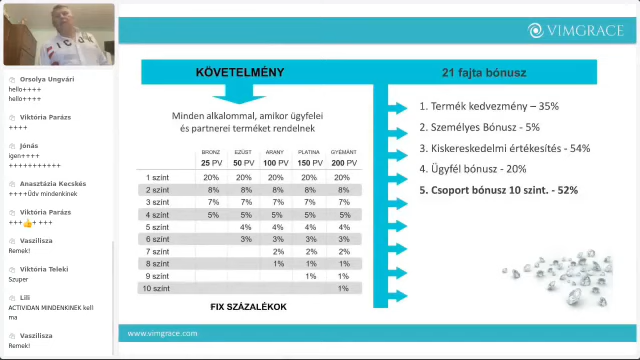 Orsolya Ungvári
hello++++
hello++++
Viktória Parázs
++++
Jónás
igen++++
+++++++++++
Anasztázia Kecskés
++++Üdv mindenkinek
Viktória Parázs
+++👍+ +++
Vaszilisza
Remek!
Viktória Teleki
Szuper
Lili
ACTIVIDAN MINDENKINEK kell
ma
Vaszilisza
Remek!
VIMGRACE
KÖVETELMÉNY
Minden alkalommal, amikor ügyfelei
és partnerei terméket rendelnek
BRONZ EZÜST ARANY PLATINA GYÉMÁNT
25 PV 50 PV 100 PV 150 PV 200 PV
1 szint 20% 20% 20% 20% 20%
2 szint 8% 8% 8% 8% 8%
3 szint 7% 7% 7% 7% 7%
4 szint 5% 5% 5% 5% 5%
5 szint 4% 4% 4% 4%
6 szint 3% 3% 3% 3%
7 szint 2% 2% 2%
8 szint 1% 1% 1%
9 szint 1% 1%
10 szint 1%
FIX SZÁZALÉKOK
21 fajta bónusz
1. Termék kedvezmény – 35%
2. Személyes Bónusz - 5%
3. Kiskereskedelmi értékesítés - 54%
4. Ügyfél bónusz - 20%
5. Csoport bónusz 10 szint. - 52%
www.vimgrace.com